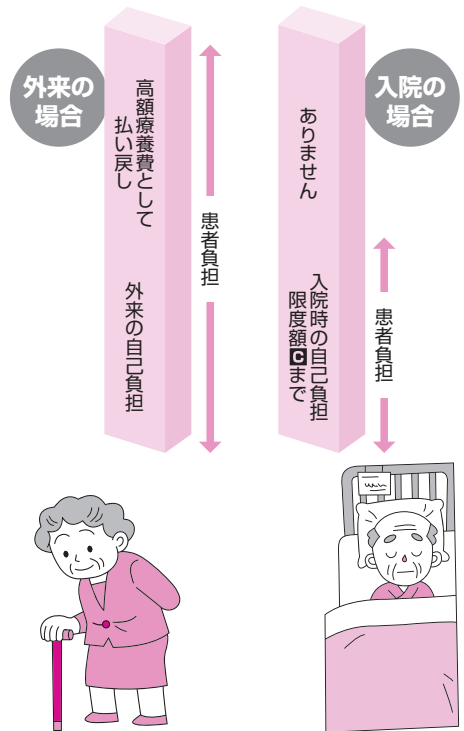 外来の
場合
高額療養費として
払い戻し
外来の自己負担
患者負担
入院の
場合
ありません
入院時の自己負担
限度額Cまで
患者負担